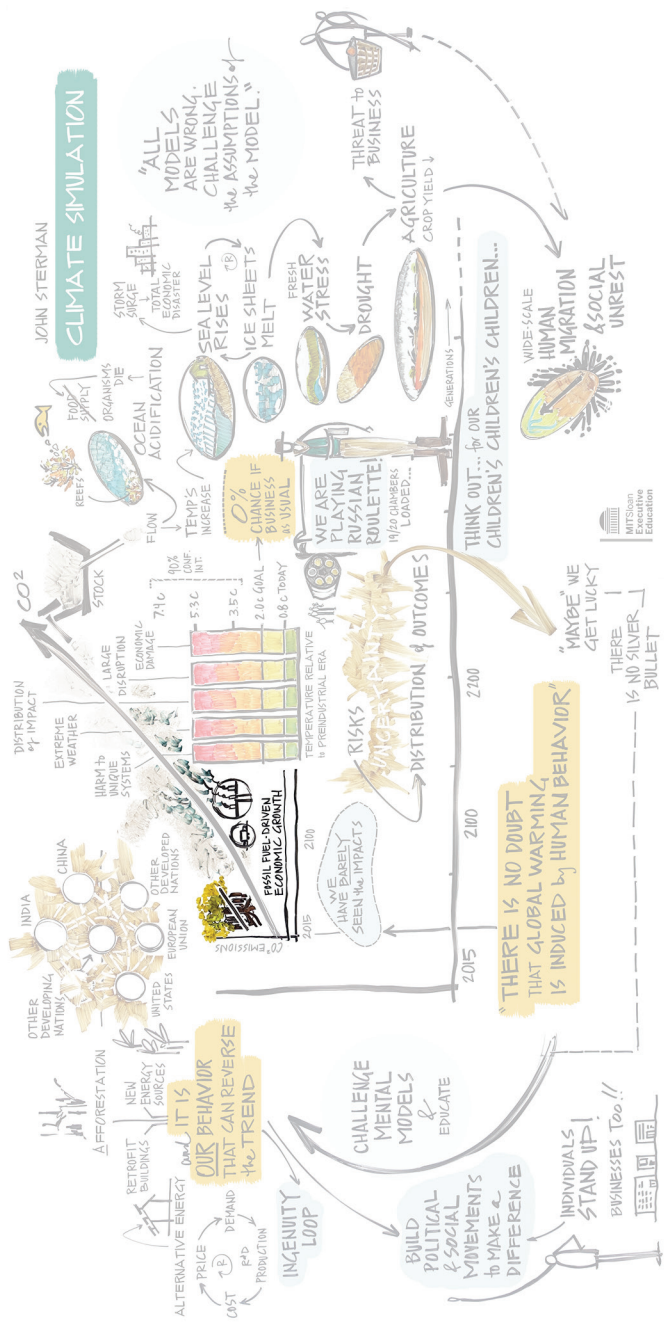 JOHN STERMAN
CLIMATE SIMULATION
"ALL
MODELS
ARE WRONG.
CHALLENGE
the ASSUMPTIONS of
the MODEL."
ALTERNATIVE ENERGY
RETROFIT
BUILDINGS
AFFORESTATION
NEW
ENERGY
SOURCES
and IT IS
OUR BEHAVIOR
THAT CAN REVERSE
the TREND
PRICE
DEMAND
COST
R
R&D
PRODUCTION
INGENUITY
LOOP
OTHER
DEVELOPING
NATIONS
INDIA
CHINA
UNITED
STATES
EUROPEAN
UNION
OTHER
DEVELOPED
NATIONS
DISTRIBUTION
of IMPACT
EXTREME
WEATHER
HARM to
UNIQUE
SYSTEMS
LARGE
DISRUPTION
ECONOMIC
DAMAGE
CO²
STOCK
FLOW
CO² EMISSIONS
FOSSIL FUEL-DRIVEN
ECONOMIC GROWTH
2015
2100
90%
CONF.
INT.
7.9 C
5.3 C
3.5 C
2.0 C GOAL
0.8 C TODAY
TEMPERATURE RELATIVE
to PREINDUSTRIAL ERA
TEMP'S
INCREASE
0%
CHANCE IF
BUSINESS
as USUAL
REEFS
FOOD
SUPPLY
ORGANISMS
DIE
OCEAN
ACIDIFICATION
STORM
SURGE
TOTAL
ECONOMIC
DISASTER
SEA LEVEL
RISES
R
ICE SHEETS
MELT
FRESH
WATER
STRESS
DROUGHT
AGRICULTURE
CROP YIELD
THREAT to
BUSINESS
WE
HAVE BARELY
SEEN the IMPACTS
RISKS
UNCERTAINTY
DISTRIBUTION of OUTCOMES
WE ARE
PLAYING
RUSSIAN
ROULETTE!
19/20 CHAMBERS
LOADED...
GENERATIONS
2015
2100
2200
THINK OUT... for OUR
CHILDREN'S CHILDREN'S CHILDREN...
WIDE-SCALE
HUMAN
MIGRATION
& SOCIAL
UNREST
"THERE IS NO DOUBT
THAT GLOBAL WARMING
IS INDUCED by HUMAN BEHAVIOR"
"MAYBE" WE
GET LUCKY
THERE
IS NO SILVER
BULLET
CHALLENGE
MENTAL
MODELS
&
EDUCATE
BUILD
POLITICAL
& SOCIAL
MOVEMENTS
to MAKE a
DIFFERENCE
INDIVIDUALS
STAND UP!
BUSINESSES TOO!!
MITSloan
Executive
Education